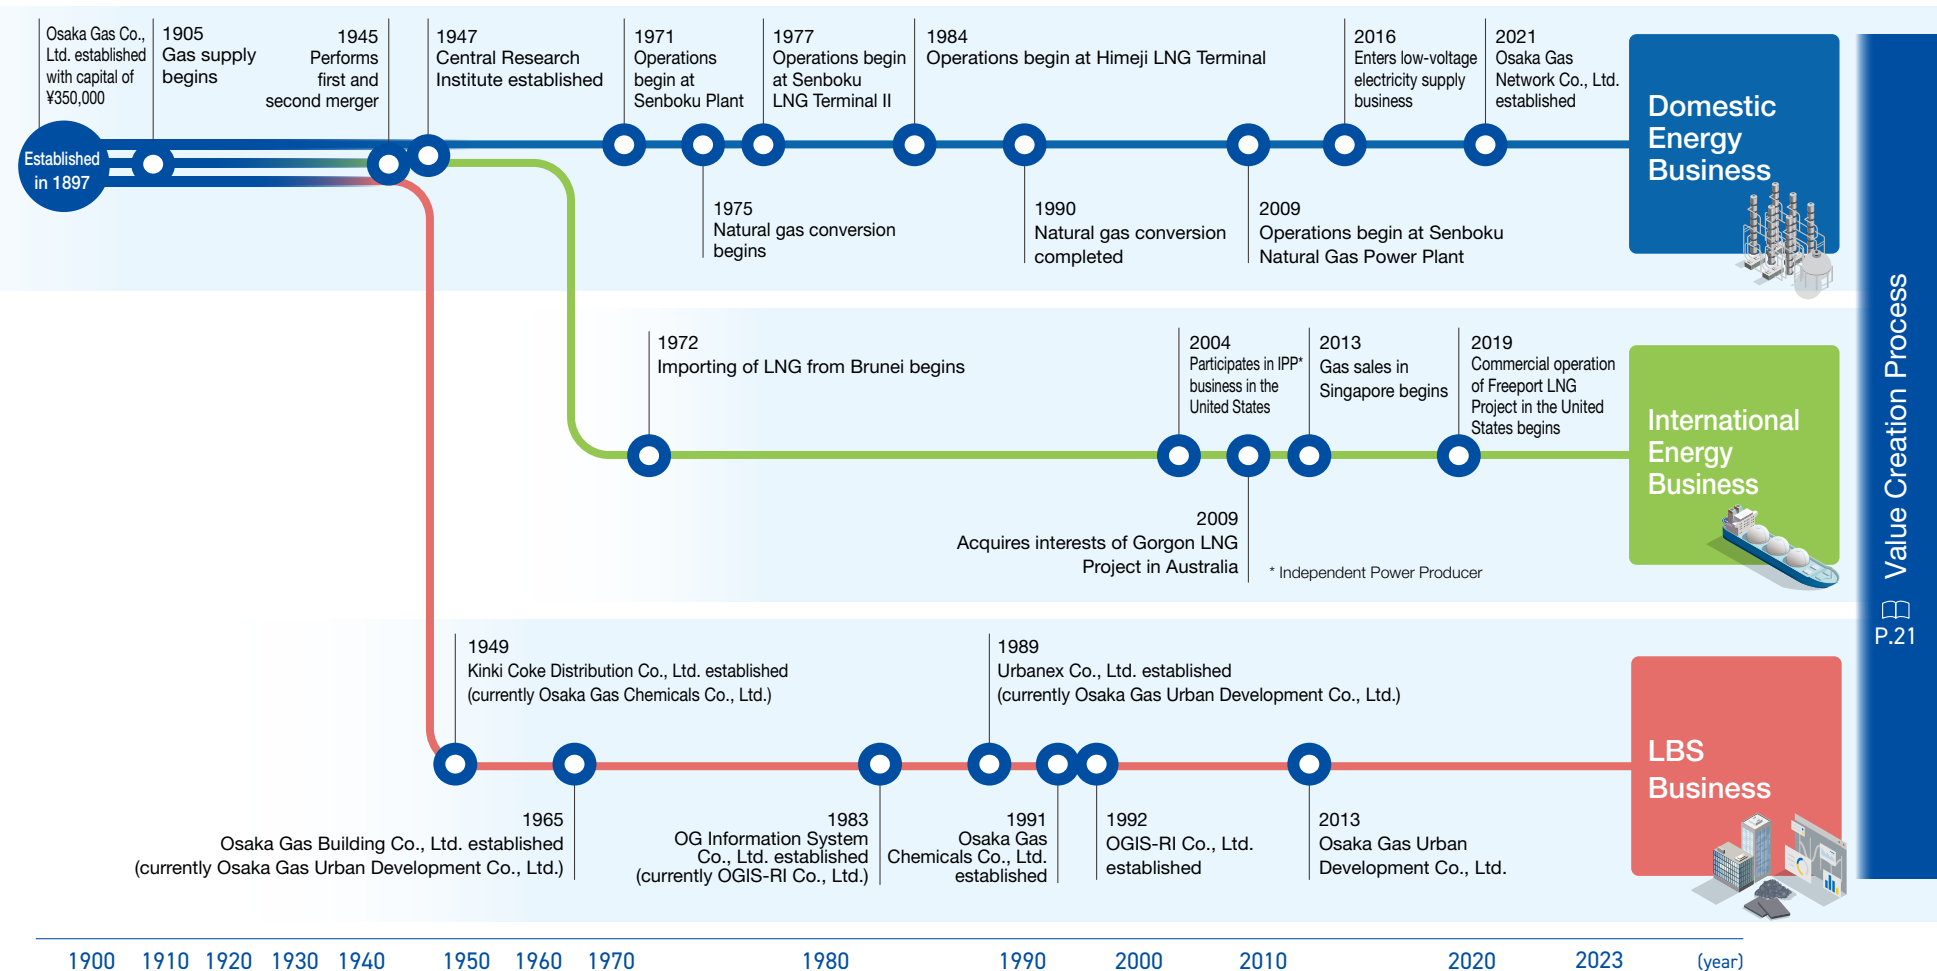 Established
in 1897
Osaka Gas Co.,
Ltd. established
with capital of
¥350,000
1905
Gas supply
begins
1945
Performs
first and
second merger
1947
Central Research
Institute established
1971
Operations
begin at
Senboku Plant
1975
Natural gas conversion
begins
1977
Operations begin
at Senboku
LNG Terminal II
1984
Operations begin at Himeji LNG Terminal
1990
Natural gas conversion
completed
2009
Operations begin at Senboku
Natural Gas Power Plant
2016
Enters low-voltage
electricity supply
business
2021
Osaka Gas
Network Co., Ltd.
established
Domestic
Energy
Business
1972
Importing of LNG from Brunei begins
2004
Participates in IPP*
business in the
United States
2009
Acquires interests of Gorgon LNG
Project in Australia
2013
Gas sales in
Singapore begins
2019
Commercial operation
of Freeport LNG
Project in the United
States begins
* Independent Power Producer
International
Energy
Business
1949
Kinki Coke Distribution Co., Ltd. established
(currently Osaka Gas Chemicals Co., Ltd.)
1965
Osaka Gas Building Co., Ltd. established
(currently Osaka Gas Urban Development Co., Ltd.)
1983
OG Information System
Co., Ltd. established
(currently OGIS-RI Co., Ltd.)
1989
Urbanex Co., Ltd. established
(currently Osaka Gas Urban Development Co., Ltd.)
1991
Osaka Gas
Chemicals Co., Ltd.
established
1992
OGIS-RI Co., Ltd.
established
2013
Osaka Gas Urban
Development Co., Ltd.
LBS
Business
Value Creation Process
P.21
1900 1910 1920 1930 1940 1950 1960 1970 1980 1990 2000 2010 2020 2023 (year)